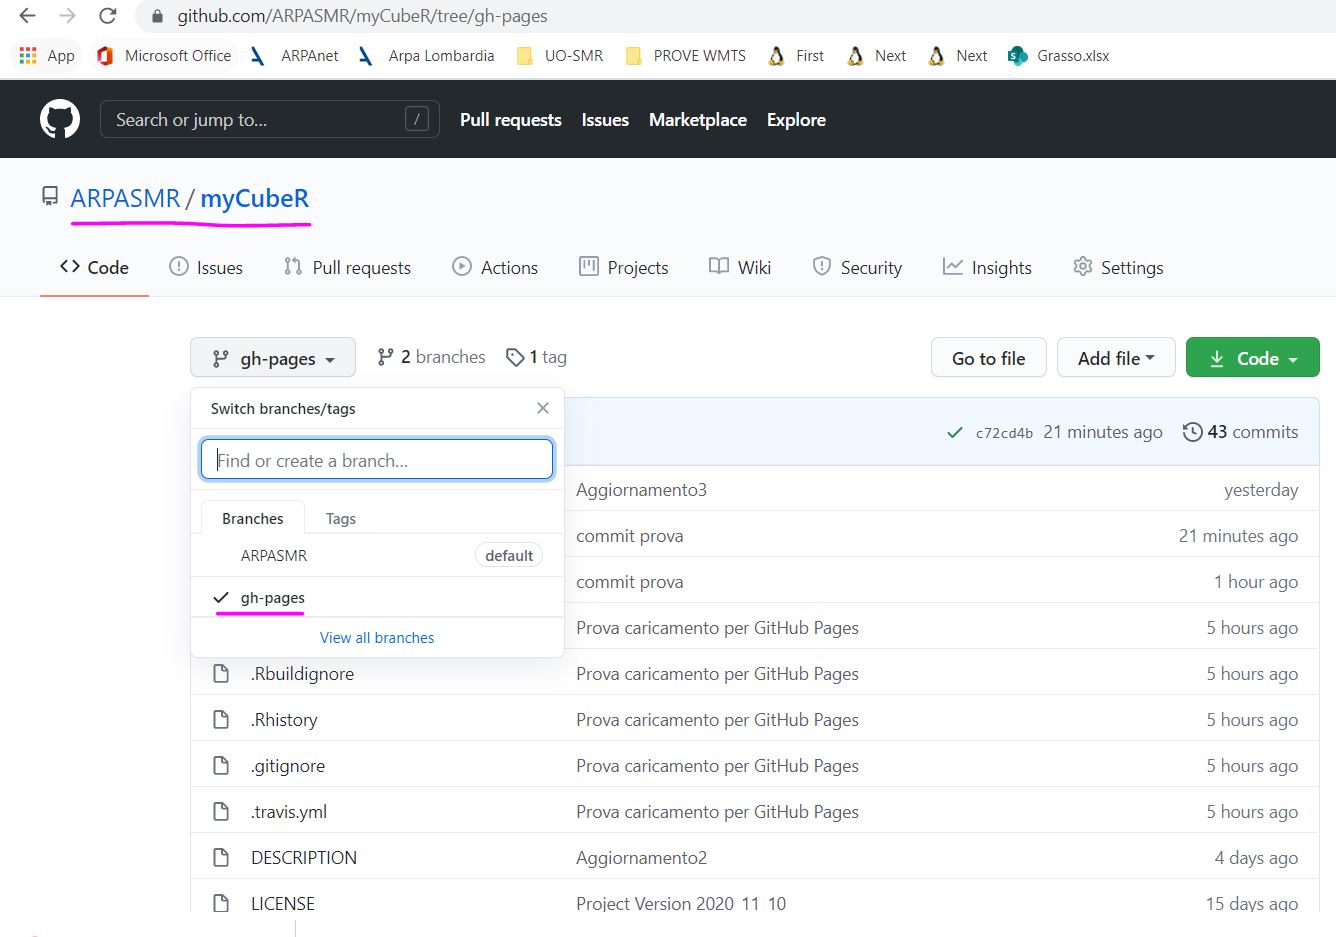 github.com/ARPASMR/myCubeR/tree/gh-pages
App Microsoft Office ARPAnet Arpa Lombardia UO-SMR PROVE WMTS First Next Next Grasso.xlsx
Search or jump to... / Pull requests Issues Marketplace Explore
ARPASMR / myCubeR
Code Issues Pull requests Actions Projects Wiki Security Insights Settings
gh-pages 2 branches 1 tag Go to file Add file Code
Switch branches/tags
c72cd4b 21 minutes ago 43 commits
Find or create a branch...
Aggiornamento3 yesterday
Branches Tags
commit prova 21 minutes ago
ARPASMR default
commit prova 1 hour ago
gh-pages
Prova caricamento per GitHub Pages 5 hours ago
View all branches
.Rbuildignore Prova caricamento per GitHub Pages 5 hours ago
.Rhistory Prova caricamento per GitHub Pages 5 hours ago
.gitignore Prova caricamento per GitHub Pages 5 hours ago
.travis.yml Prova caricamento per GitHub Pages 5 hours ago
DESCRIPTION Aggiornamento2 4 days ago
LICENSE Project Version 2020 11 10 15 days ago